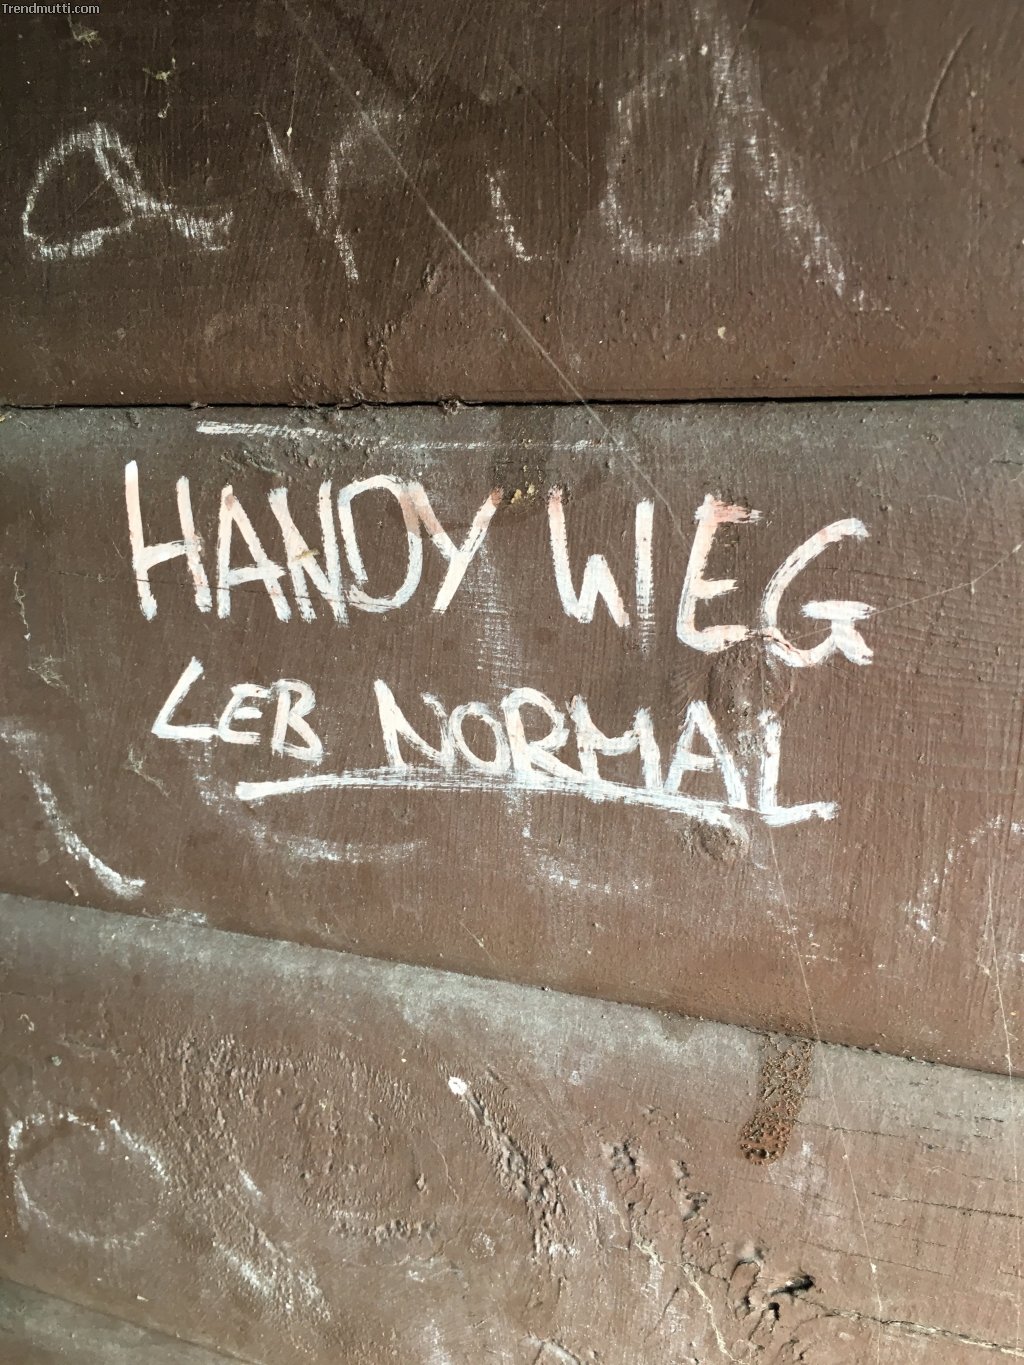 Trendmutti.com
HANDY WEG
LEB NORMAL